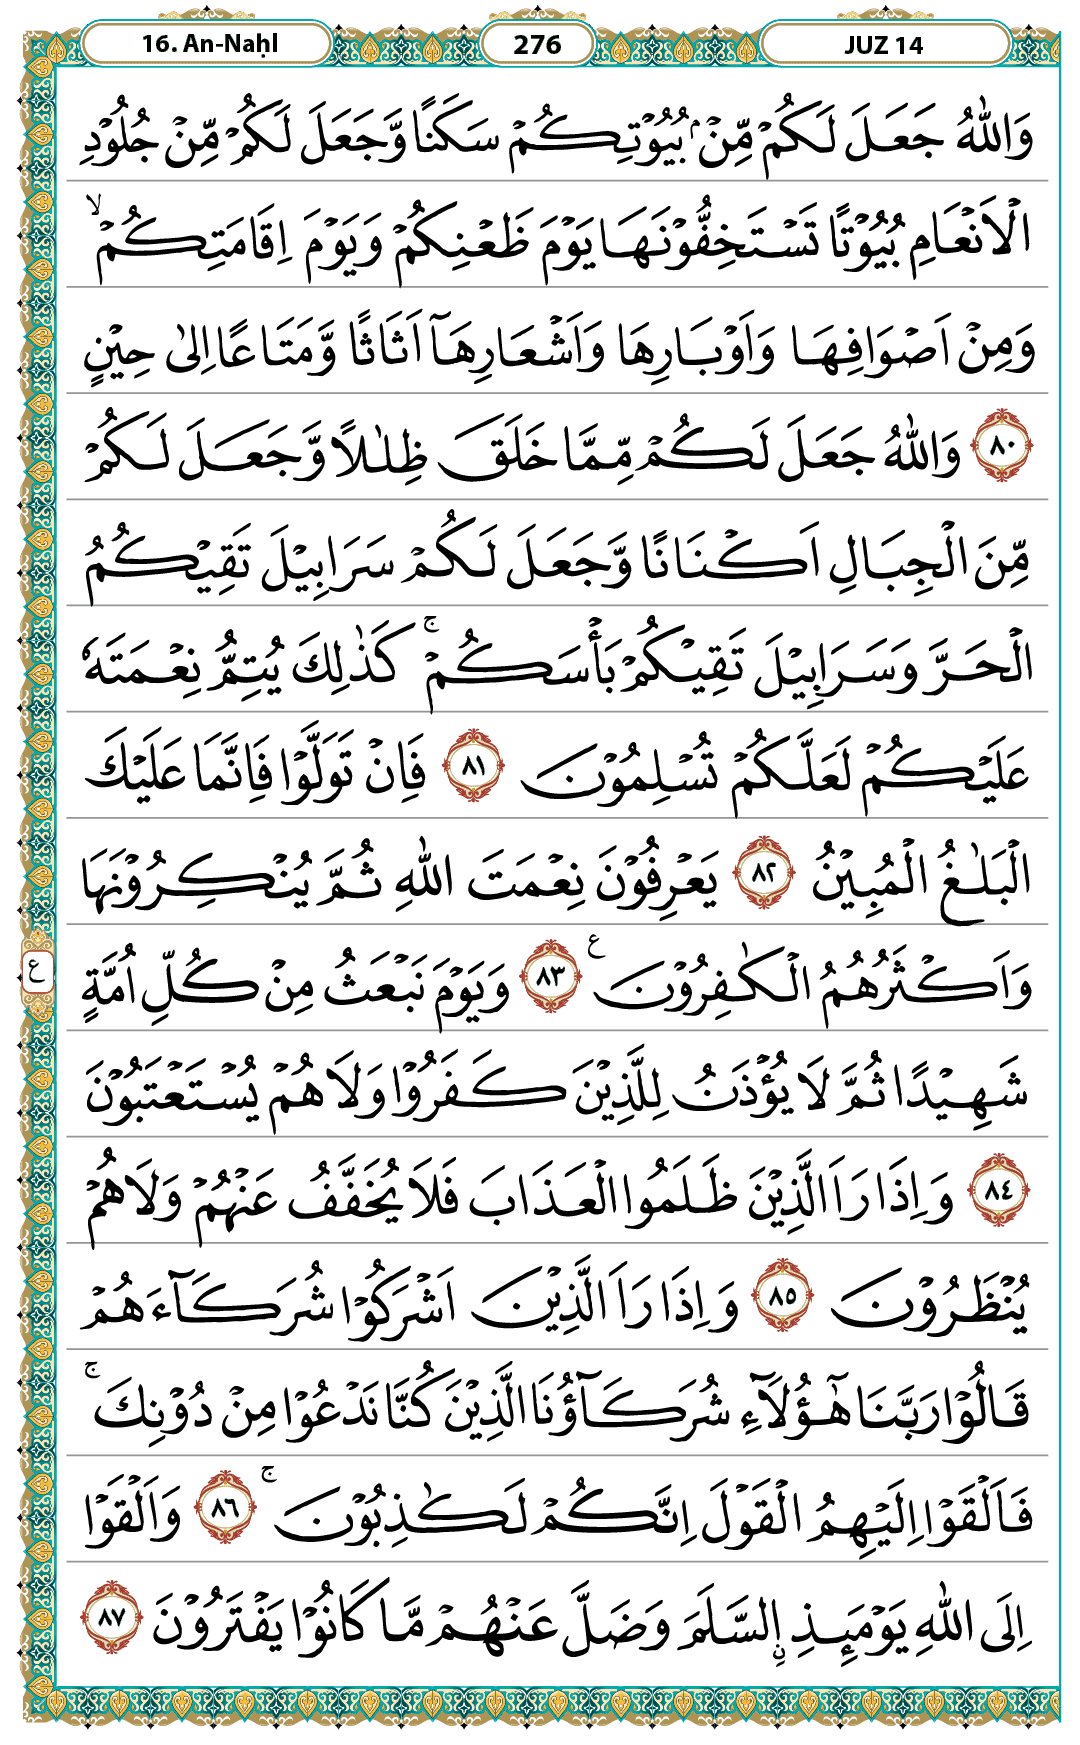 16. An-Naḥl
276
JUZ 14
وَاللّٰهُ جَعَلَ لَكُمْ مِّنْۢ بُيُوْتِكُمْ سَكَنًا وَّجَعَلَ لَكُمْ مِّنْ جُلُوْدِ
الْاَنْعَامِ بُيُوْتًا تَسْتَخِفُّوْنَهَا يَوْمَ ظَعْنِكُمْ وَيَوْمَ اِقَامَتِكُمْ ۙ
وَمِنْ اَصْوَافِهَا وَاَوْبَارِهَا وَاَشْعَارِهَآ اَثَاثًا وَّمَتَاعًا اِلٰى حِيْنٍ
٨٠ وَاللّٰهُ جَعَلَ لَكُمْ مِّمَّا خَلَقَ ظِلٰلًا وَّجَعَلَ لَكُمْ
مِّنَ الْجِبَالِ اَكْنَانًا وَّجَعَلَ لَكُمْ سَرَابِيْلَ تَقِيْكُمُ
الْحَرَّ وَسَرَابِيْلَ تَقِيْكُمْ بَأْسَكُمْ ۚ كَذٰلِكَ يُتِمُّ نِعْمَتَهٗ
عَلَيْكُمْ لَعَلَّكُمْ تُسْلِمُوْنَ ٨١ فَاِنْ تَوَلَّوْا فَاِنَّمَا عَلَيْكَ
الْبَلٰغُ الْمُبِيْنُ ٨٢ يَعْرِفُوْنَ نِعْمَتَ اللّٰهِ ثُمَّ يُنْكِرُوْنَهَا
وَاَكْثَرُهُمُ الْكٰفِرُوْنَ ࣖ ٨٣ وَيَوْمَ نَبْعَثُ مِنْ كُلِّ اُمَّةٍ
ع
شَهِيْدًا ثُمَّ لَا يُؤْذَنُ لِلَّذِيْنَ كَفَرُوْا وَلَا هُمْ يُسْتَعْتَبُوْنَ
٨٤ وَاِذَا رَاَ الَّذِيْنَ ظَلَمُوا الْعَذَابَ فَلَا يُخَفَّفُ عَنْهُمْ وَلَا هُمْ
يُنْظَرُوْنَ ٨٥ وَاِذَا رَاَ الَّذِيْنَ اَشْرَكُوْا شُرَكَآءَهُمْ
قَالُوْا رَبَّنَا هٰٓؤُلَآءِ شُرَكَآؤُنَا الَّذِيْنَ كُنَّا نَدْعُوْا مِنْ دُوْنِكَ ۚ
فَاَلْقَوْا اِلَيْهِمُ الْقَوْلَ اِنَّكُمْ لَكٰذِبُوْنَ ۚ ٨٦ وَاَلْقَوْا
اِلَى اللّٰهِ يَوْمَىِٕذِ ۨالسَّلَمَ وَضَلَّ عَنْهُمْ مَّا كَانُوْا يَفْتَرُوْنَ ٨٧